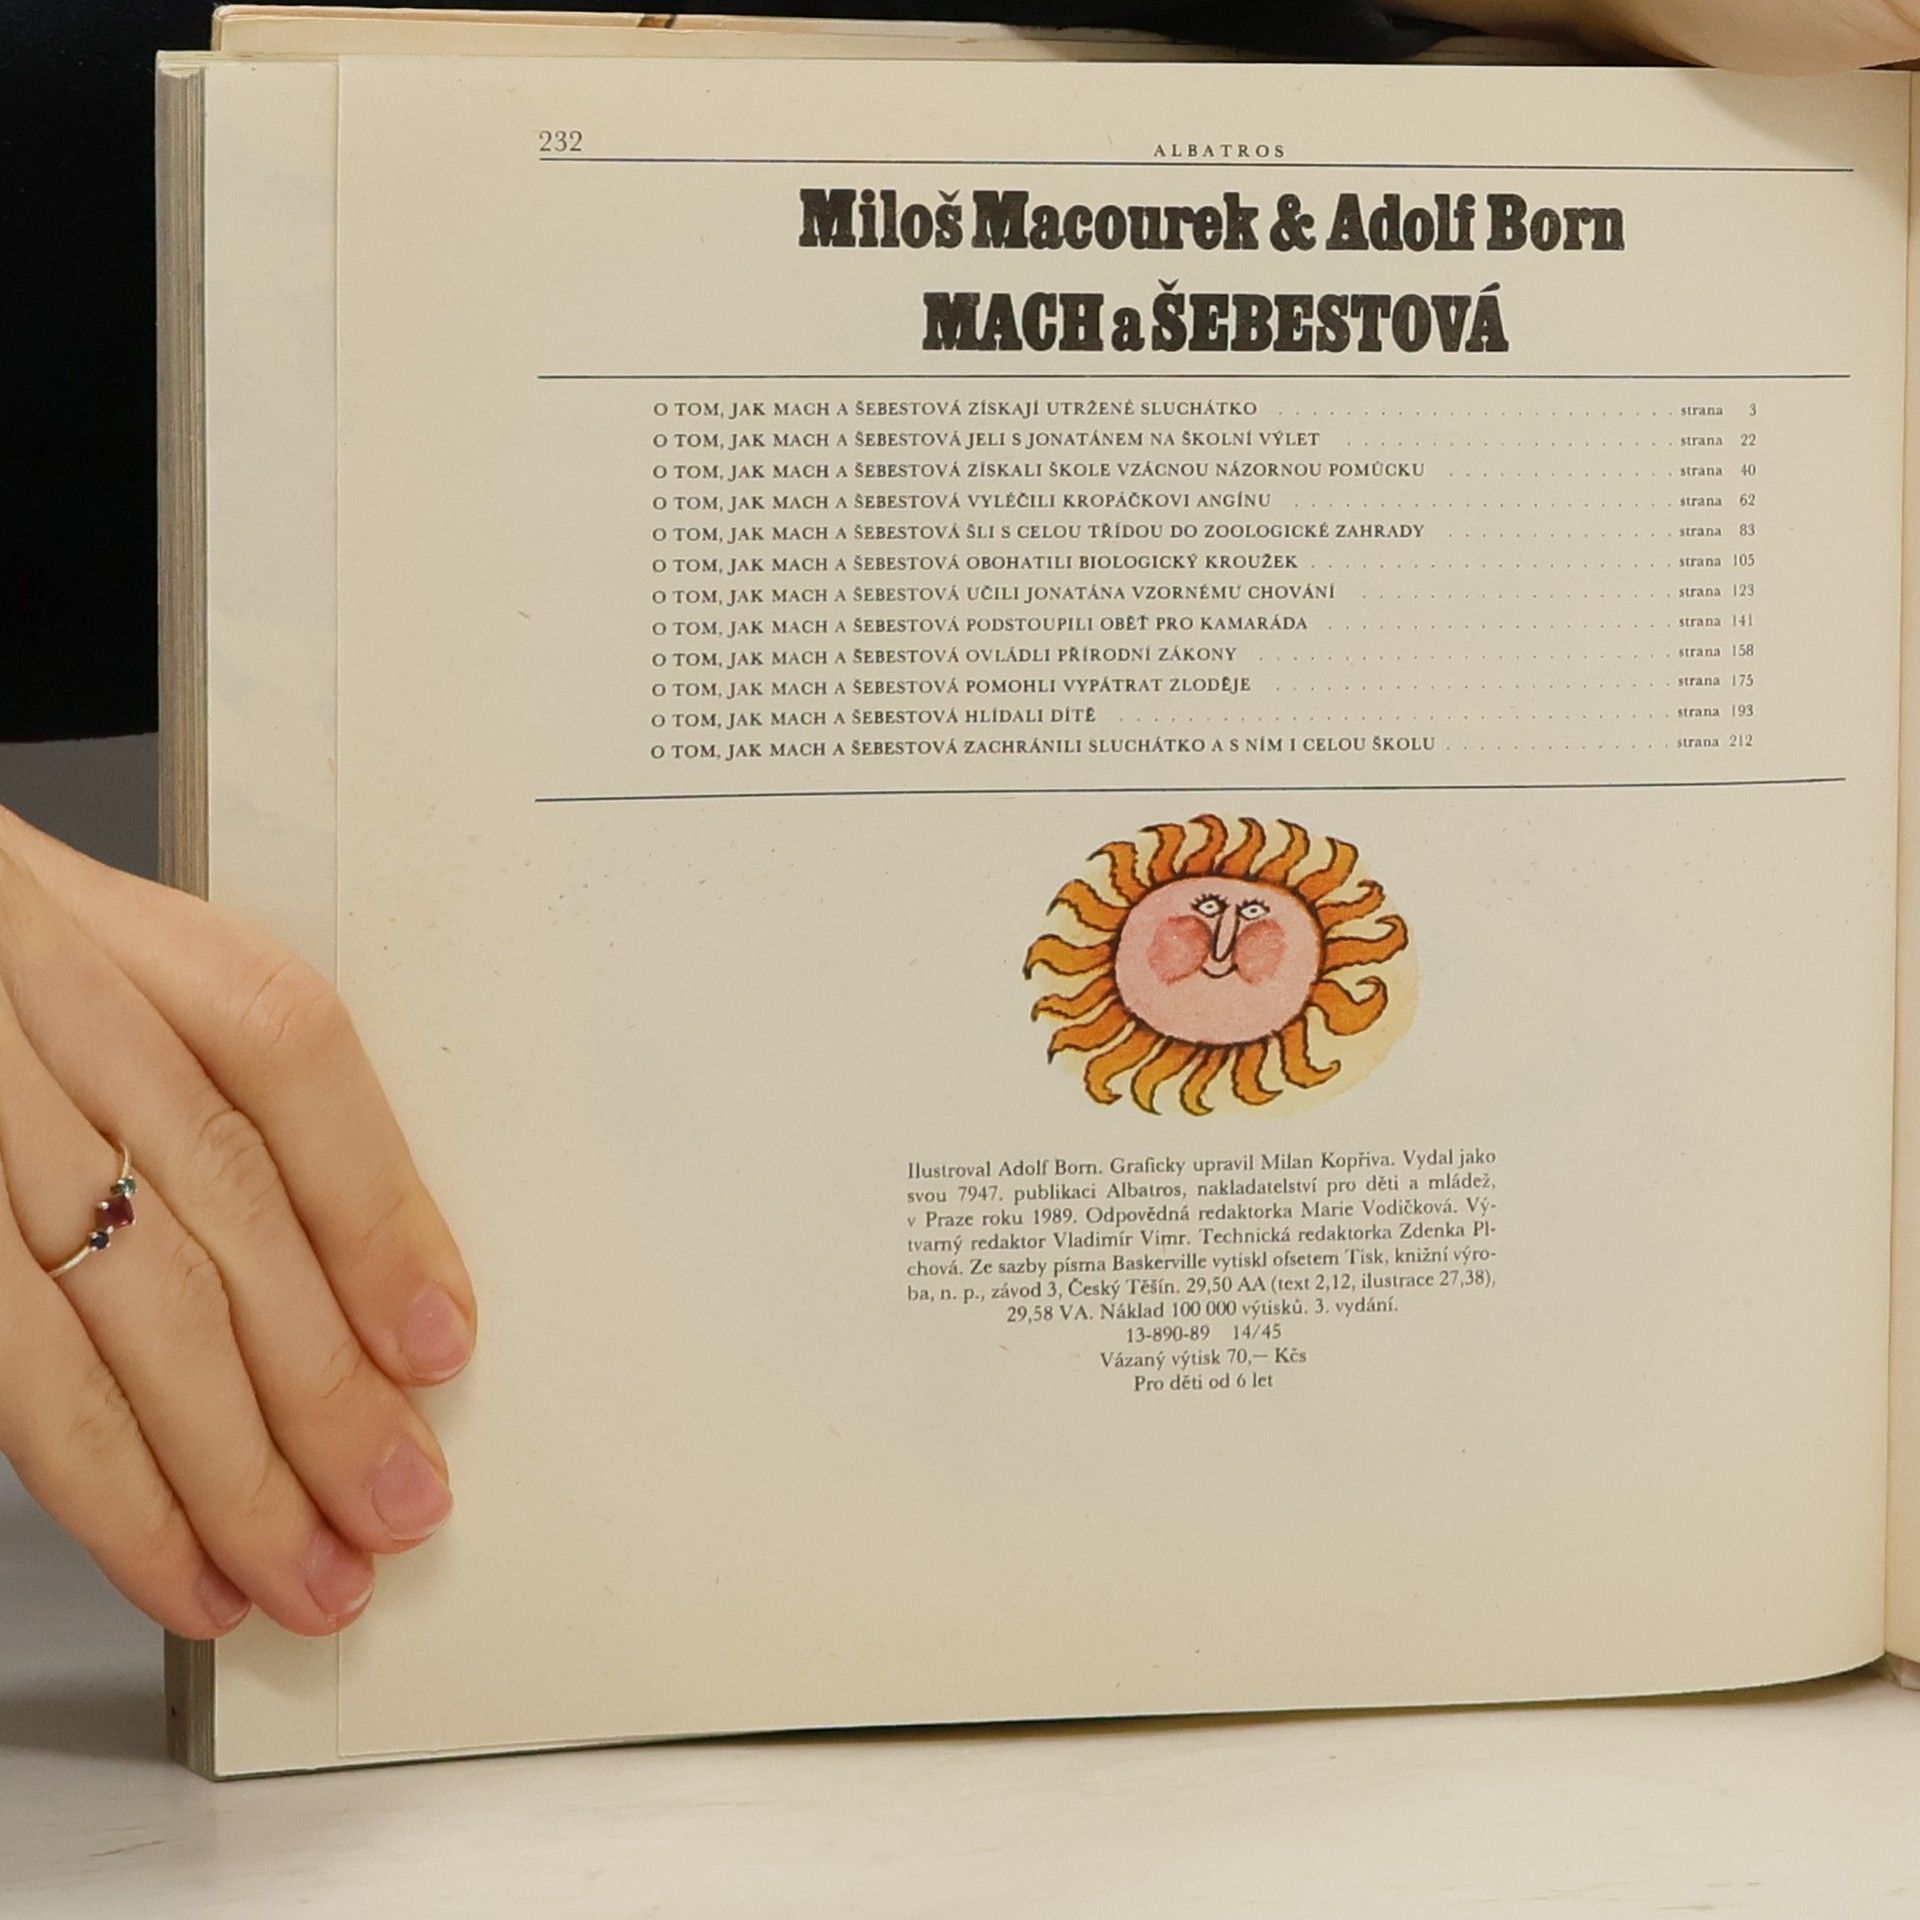 232
ALBATROS
Miloš Macourek & Adolf Born
MACH a ŠEBESTOVÁ
O TOM, JAK MACH A ŠEBESTOVÁ ZÍSKAJÍ UTRŽENÉ SLUCHÁTKO . . . . . . . . . . . . . . . . . . . . . . . . strana 3
O TOM, JAK MACH A ŠEBESTOVÁ JELI S JONATÁNEM NA ŠKOLNÍ VÝLET . . . . . . . . . . . . . . . . . . . . strana 22
O TOM, JAK MACH A ŠEBESTOVÁ ZÍSKALI ŠKOLE VZÁCNOU NÁZORNOU POMŮCKU . . . . . . . . . . . . . . strana 40
O TOM, JAK MACH A ŠEBESTOVÁ VYLÉČILI KROPÁČKOVI ANGÍNU . . . . . . . . . . . . . . . . . . . . . . . strana 62
O TOM, JAK MACH A ŠEBESTOVÁ ŠLI S CELOU TŘÍDOU DO ZOOLOGICKÉ ZAHRADY . . . . . . . . . . . . . . strana 83
O TOM, JAK MACH A ŠEBESTOVÁ OBOHATILI BIOLOGICKÝ KROUŽEK . . . . . . . . . . . . . . . . . . . . . . strana 105
O TOM, JAK MACH A ŠEBESTOVÁ UČILI JONATÁNA VZORNÉMU CHOVÁNÍ . . . . . . . . . . . . . . . . . . . strana 123
O TOM, JAK MACH A ŠEBESTOVÁ PODSTOUPILI OBĚŤ PRO KAMARÁDA . . . . . . . . . . . . . . . . . . . . . strana 141
O TOM, JAK MACH A ŠEBESTOVÁ OVLÁDLI PŘÍRODNÍ ZÁKONY . . . . . . . . . . . . . . . . . . . . . . . . . strana 158
O TOM, JAK MACH A ŠEBESTOVÁ POMOHLI VYPÁTRAT ZLODĚJE . . . . . . . . . . . . . . . . . . . . . . . . strana 175
O TOM, JAK MACH A ŠEBESTOVÁ HLÍDALI DÍTĚ . . . . . . . . . . . . . . . . . . . . . . . . . . . . . . . . . strana 193
O TOM, JAK MACH A ŠEBESTOVÁ ZACHRÁNILI SLUCHÁTKO A S NÍM I CELOU ŠKOLU . . . . . . . . . . . . . . strana 212
Ilustroval Adolf Born. Graficky upravil Milan Kopřiva. Vydal jako
svou 7947. publikaci Albatros, nakladatelství pro děti a mládež,
v Praze roku 1989. Odpovědná redaktorka Marie Vodičková. Vý-
tvarný redaktor Vladimír Vimr. Technická redaktorka Zdenka Pl-
chová. Ze sazby písma Baskerville vytiskl ofsetem Tisk, knižní výro-
ba, n. p., závod 3, Český Těšín. 29,50 AA (text 2,12, ilustrace 27,38),
29,58 VA. Náklad 100 000 výtisků. 3. vydání.
13-890-89 14/45
Vázaný výtisk 70,— Kčs
Pro děti od 6 let